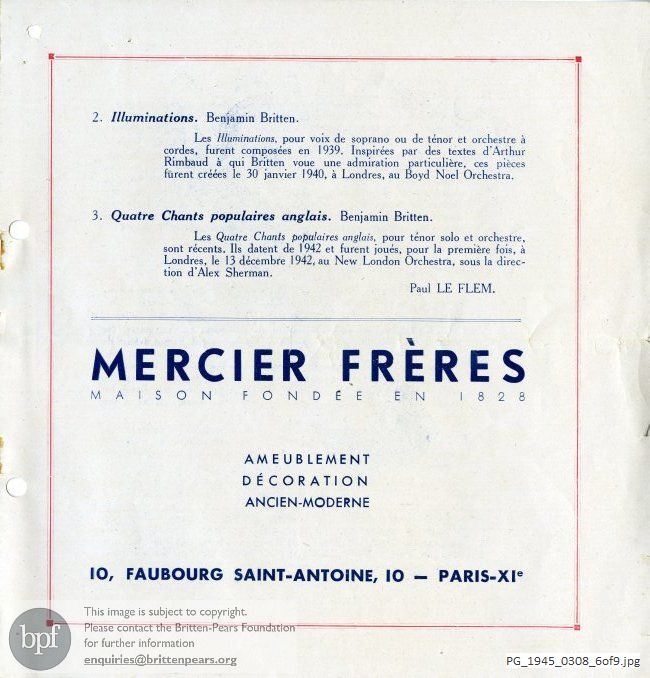 2. Illuminations. Benjamin Britten.
Les Illuminations, pour voix de soprano ou de ténor et orchestre à
cordes, furent composées en 1939. Inspirées par des textes d'Arthur
Rimbaud à qui Britten voue une admiration particulière, ces pièces
fürent créées le 30 janvier 1940, à Londres, au Boyd Noel Orchestra.
3. Quatre Chants populaires anglais. Benjamin Britten.
Les Quatre Chants populaires anglais, pour ténor solo et orchestre,
sont récents. Ils datent de 1942 et furent joués, pour la première fois, à
Londres, le 13 décembre 1942, au New London Orchestra, sous la direc-
tion d'Alex Sherman.
Paul LE FLEM.
MERCIER FRÈRES
MAISON FONDÉE EN 1828
AMEUBLEMENT
DÉCORATION
ANCIEN-MODERNE
10, FAUBOURG SAINT-ANTOINE, 10 — PARIS-XIe
bpf
This image is subject to copyright.
Please contact the Britten-Pears Foundation
for further information
enquiries@brittenpears.org
PG_1945_0308_6of9.jpg